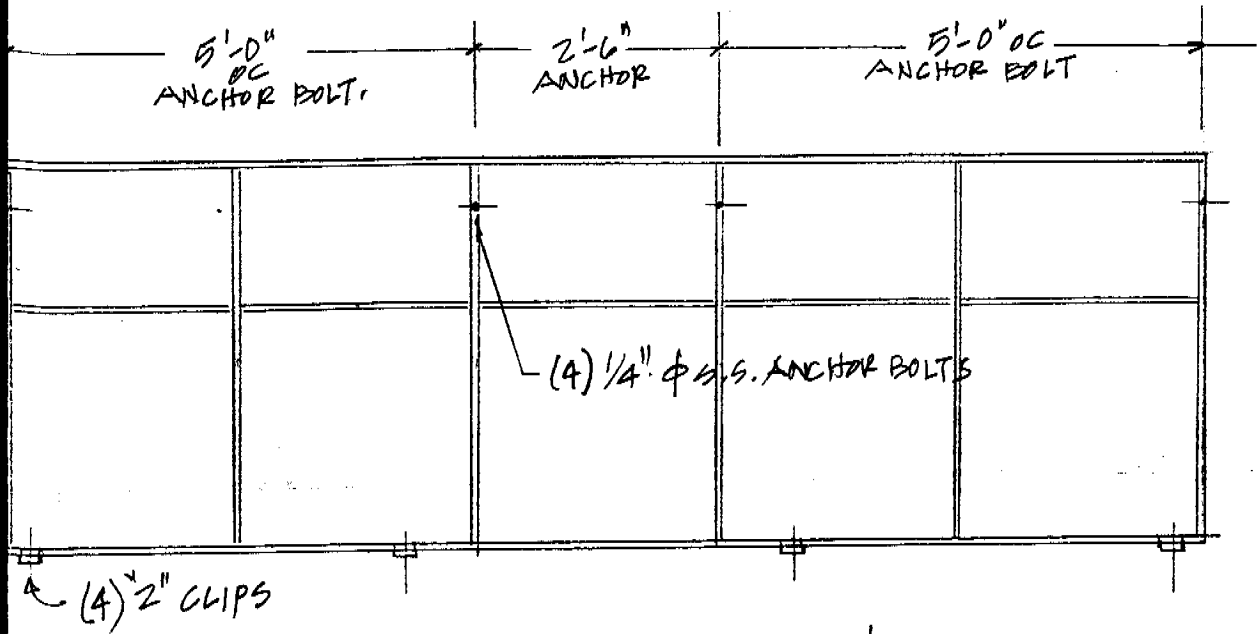 5'-0"
OC
ANCHOR BOLT.
2'-6"
ANCHOR
5'-0" OC
ANCHOR BOLT
(4) 1/4" φ S.S. ANCHOR BOLTS
(4) "Z" CLIPS